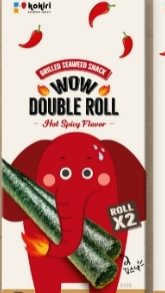 kokiri
GRILLED SEAWEED SNACK
WOW
DOUBLE ROLL
Hot Spicy Flavor
ROLL
X2